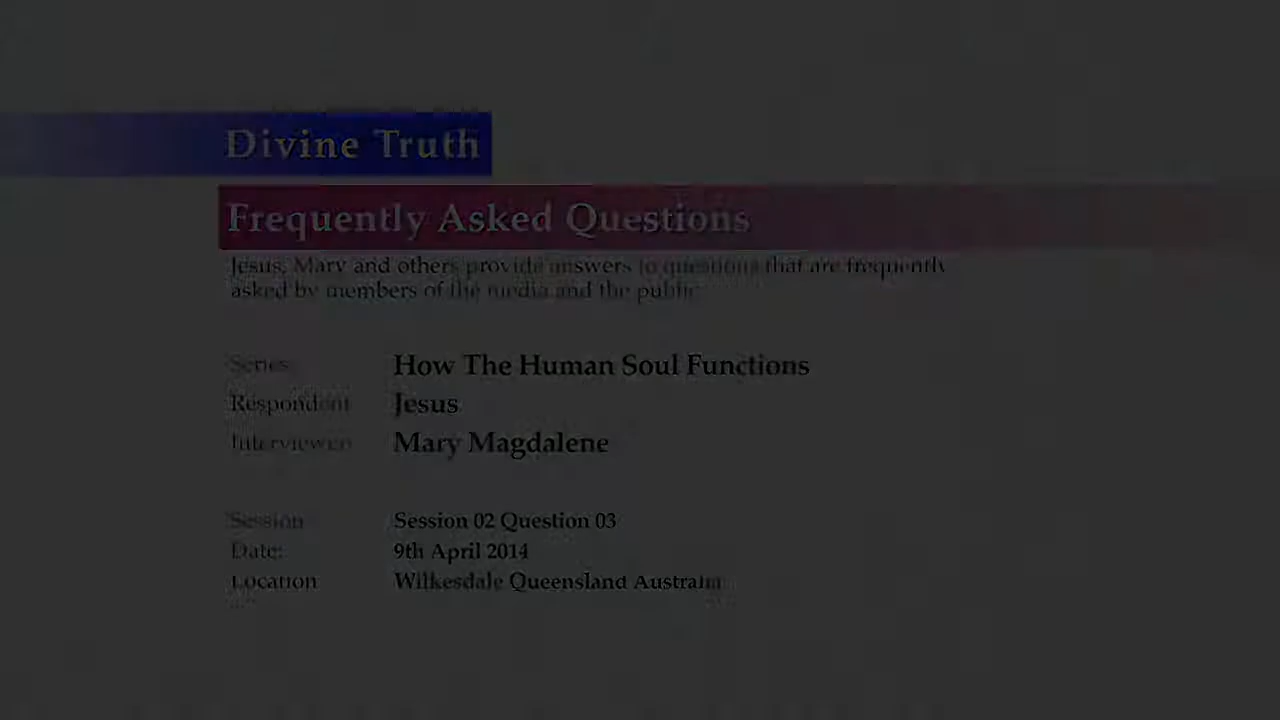 Divine Truth
Frequently Asked Questions
Jesus, Mary and others provide answers to questions that are frequently
asked by members of the media and the public
Series:
How The Human Soul Functions
Respondent
Jesus
Interviewer
Mary Magdalene
Session
Session 02 Question 03
Date:
9th April 2014
Location
Wilkesdale Queensland Australia